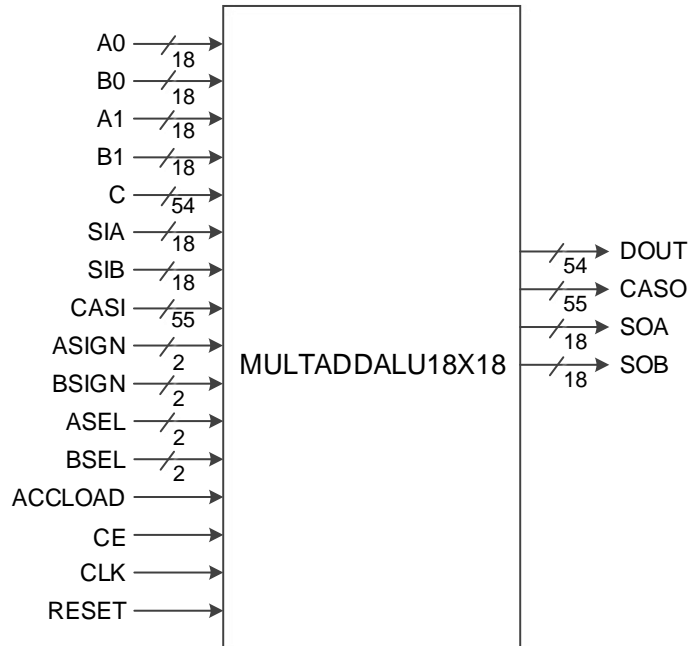 A0
18
B0
18
A1
18
B1
18
C
54
SIA
18
SIB
18
CASI
55
ASIGN
2
BSIGN
2
ASEL
2
BSEL
2
ACCLOAD
CE
CLK
RESET
MULTADDALU18X18
DOUT
54
CASO
55
SOA
18
SOB
18